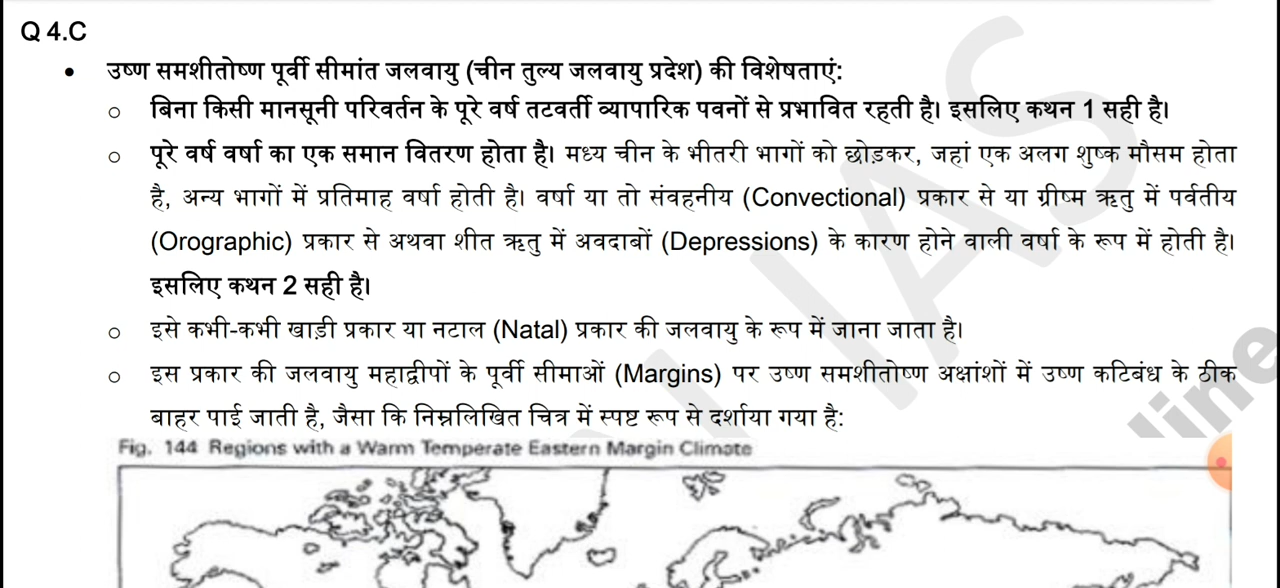 Q 4.C
• उष्ण समशीतोष्ण पूर्वी सीमांत जलवायु (चीन तुल्य जलवायु प्रदेश) की विशेषताएं:
o बिना किसी मानसूनी परिवर्तन के पूरे वर्ष तटवर्ती व्यापारिक पवनों से प्रभावित रहती है। इसलिए कथन 1 सही है।
o पूरे वर्ष वर्षा का एक समान वितरण होता है। मध्य चीन के भीतरी भागों को छोड़कर, जहां एक अलग शुष्क मौसम होता
है, अन्य भागों में प्रतिमाह वर्षा होती है। वर्षा या तो संवहनीय (Convectional) प्रकार से या ग्रीष्म ऋतु में पर्वतीय
(Orographic) प्रकार से अथवा शीत ऋतु में अवदाबों (Depressions) के कारण होने वाली वर्षा के रूप में होती है।
इसलिए कथन 2 सही है।
o इसे कभी-कभी खाड़ी प्रकार या नटाल (Natal) प्रकार की जलवायु के रूप में जाना जाता है।
o इस प्रकार की जलवायु महाद्वीपों के पूर्वी सीमाओं (Margins) पर उष्ण समशीतोष्ण अक्षांशों में उष्ण कटिबंध के ठीक
बाहर पाई जाती है, जैसा कि निम्नलिखित चित्र में स्पष्ट रूप से दर्शाया गया है:
Fig. 144 Regions with a Warm Temperate Eastern Margin Climate
IAS
line